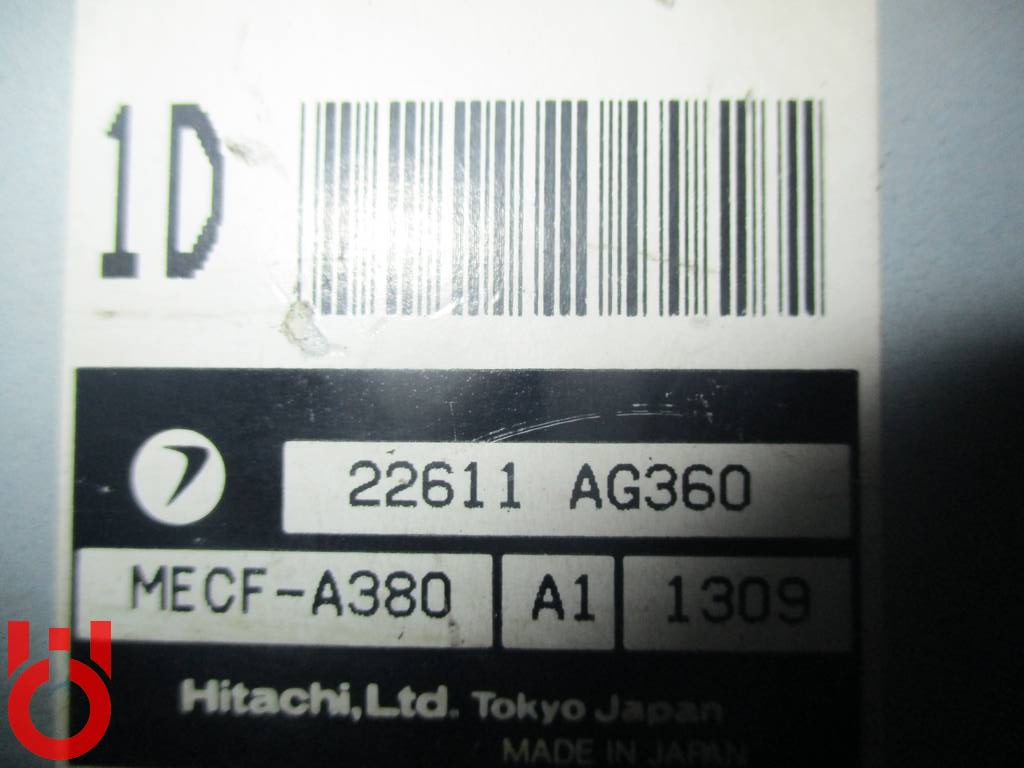 1D
22611 AG360
MECF-A380 A1 1309
Hitachi,Ltd. Tokyo Japan
MADE IN JAPAN